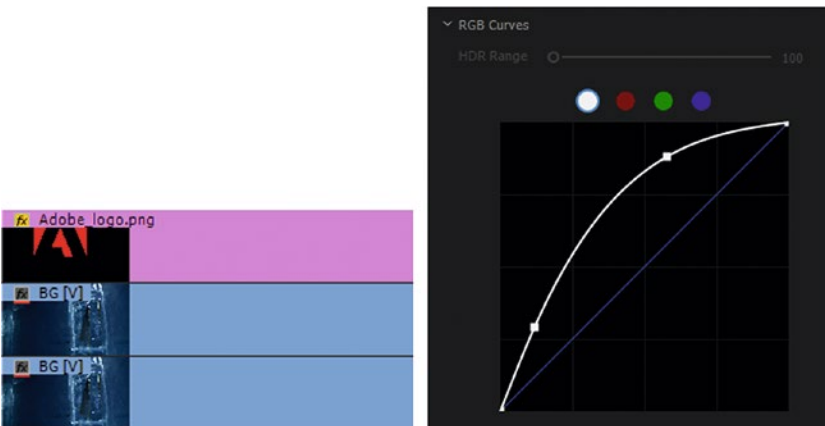 RGB Curves
HDR Range 100
fx Adobe_logo.png
fx BG [V]
fx BG [V]